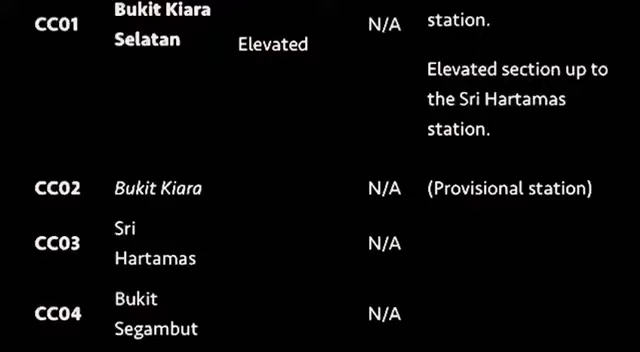 CC01 Bukit Kiara Selatan Elevated N/A station.
Elevated section up to the Sri Hartamas station.
CC02 Bukit Kiara N/A (Provisional station)
CC03 Sri Hartamas N/A
CC04 Bukit Segambut N/A